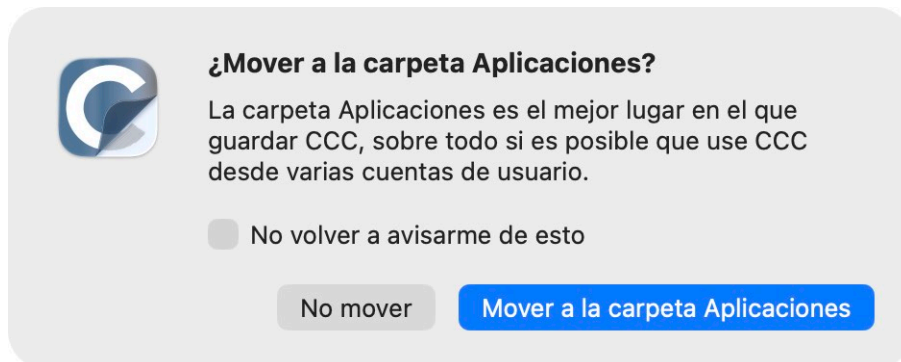 ¿Mover a la carpeta Aplicaciones?
La carpeta Aplicaciones es el mejor lugar en el que
guardar CCC, sobre todo si es posible que use CCC
desde varias cuentas de usuario.
No volver a avisarme de esto
No mover
Mover a la carpeta Aplicaciones